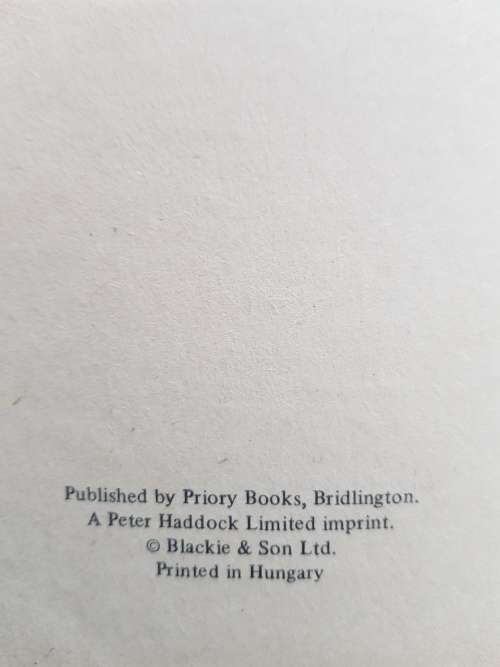 Published by Priory Books, Bridlington.
A Peter Haddock Limited imprint.
© Blackie & Son Ltd.
Printed in Hungary